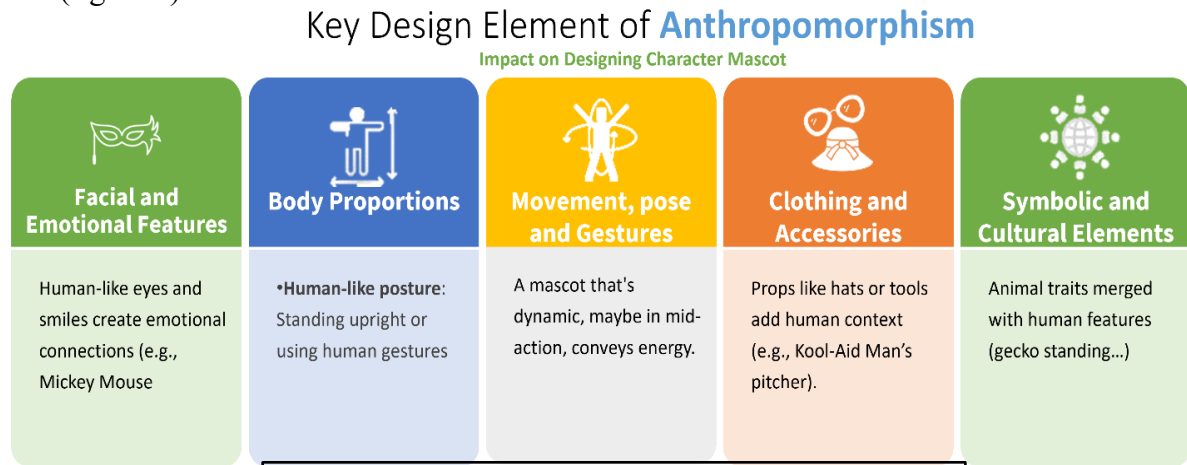 Key Design Element of Anthropomorphism
Impact on Designing Character Mascot
Facial and
Emotional Features
Human-like eyes and
smiles create emotional
connections (e.g.,
Mickey Mouse
Body Proportions
•Human-like posture:
Standing upright or
using human gestures
Movement, pose
and Gestures
A mascot that's
dynamic, maybe in mid-
action, conveys energy.
Clothing and
Accessories
Props like hats or tools
add human context
(e.g., Kool-Aid Man’s
pitcher).
Symbolic and
Cultural Elements
Animal traits merged
with human features
(gecko standing…)